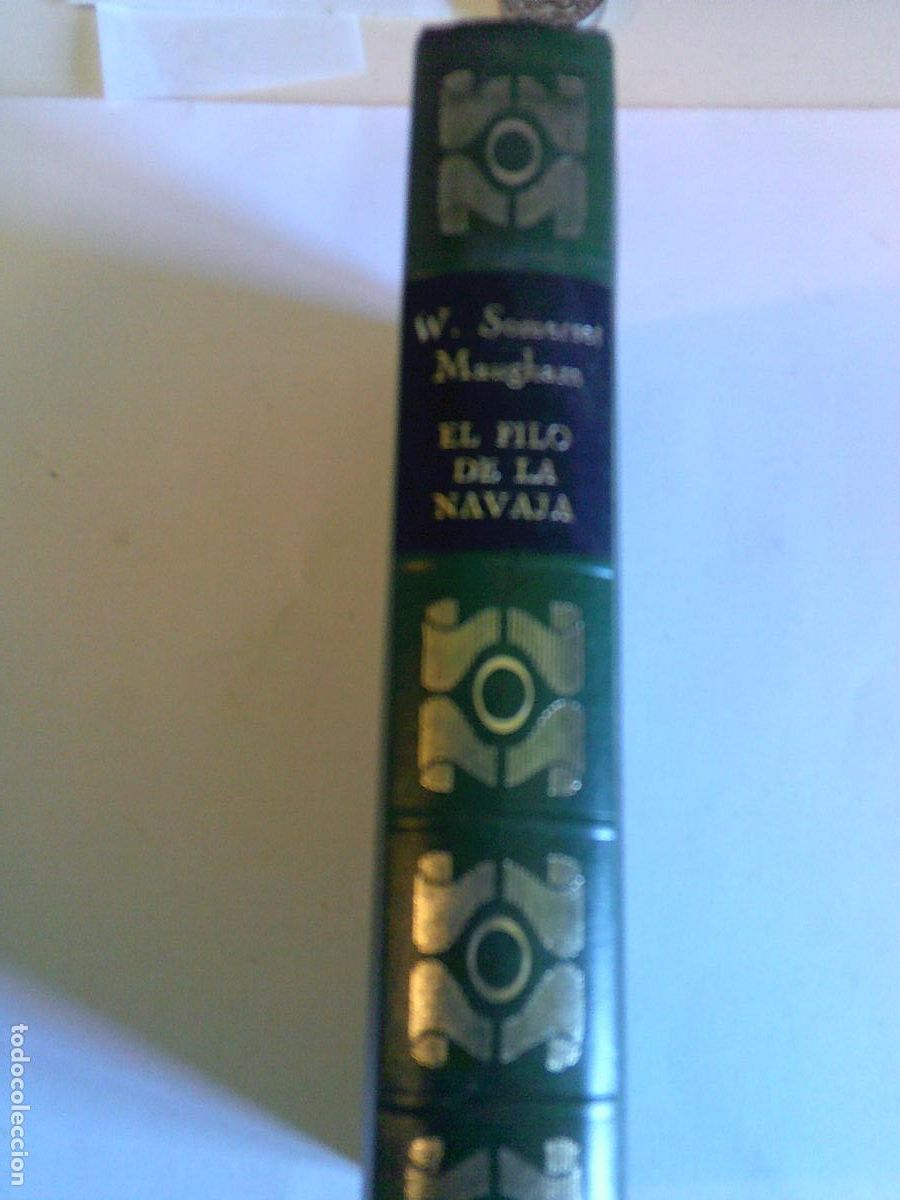 W. Somerset
Maugham
EL FILO
DE LA
NAVAJA
todocoleccion